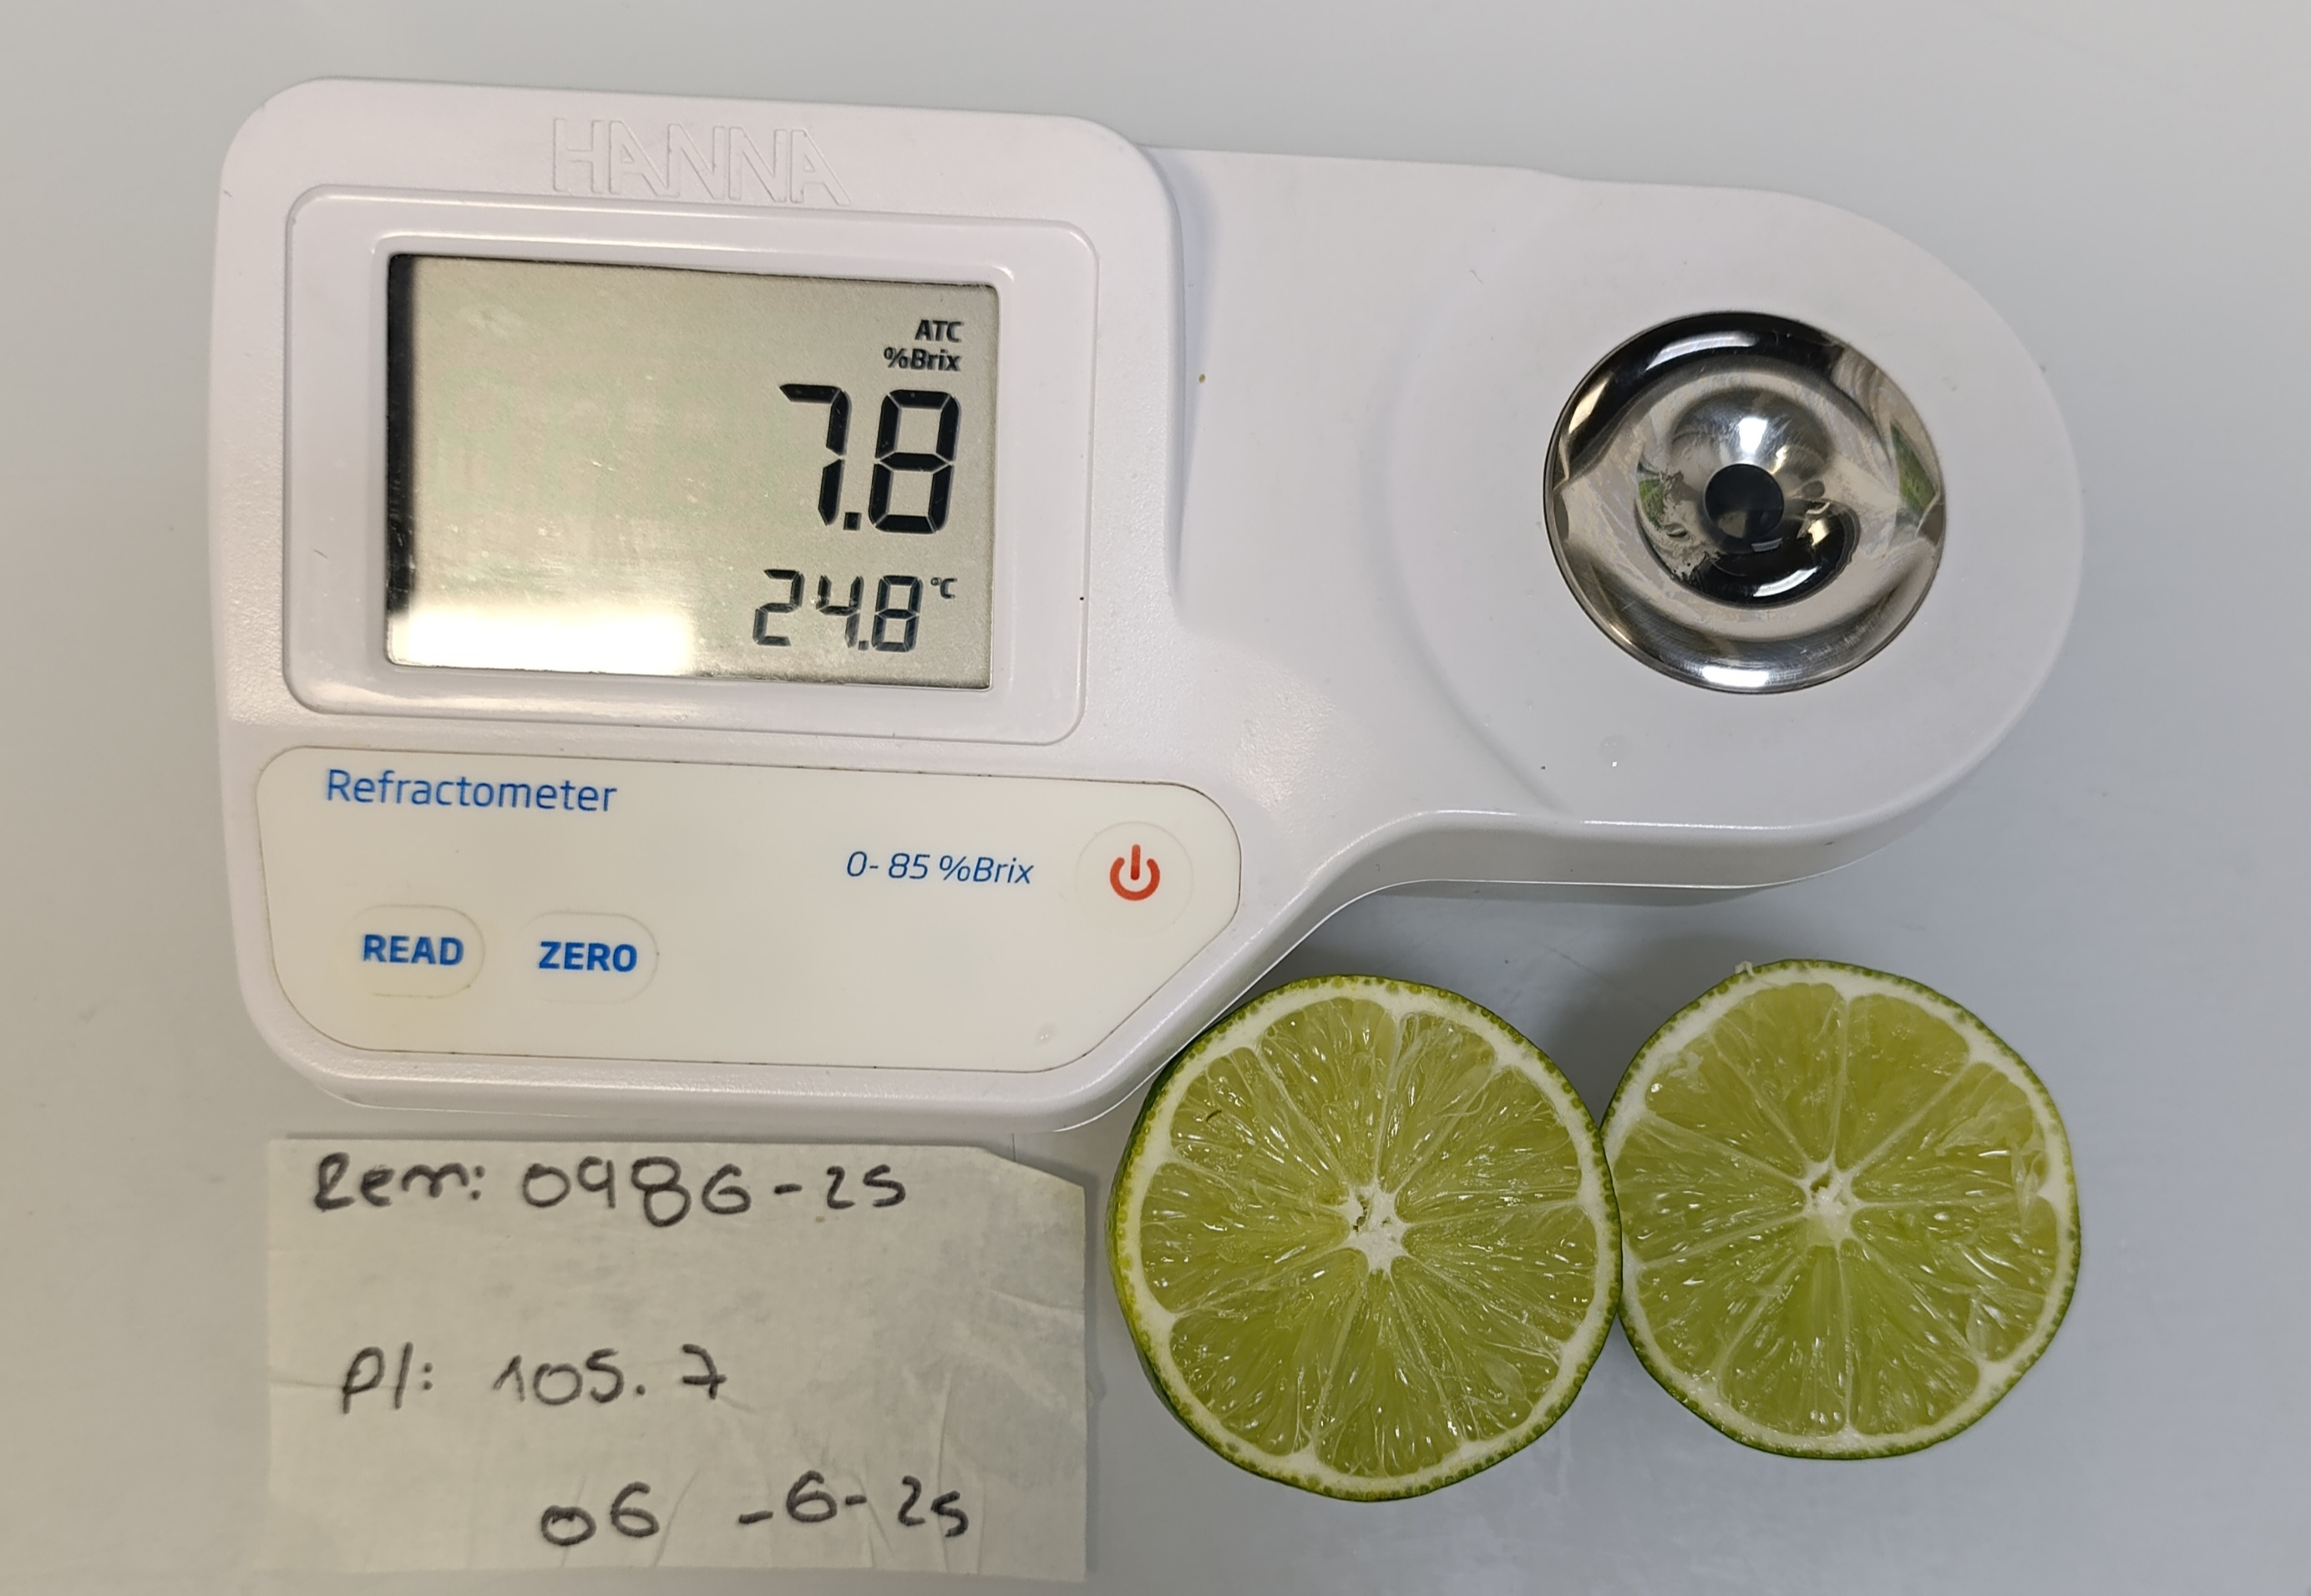 HANNA
ATC
%Brix
7.8
24.8 °C
Refractometer
0-85 %Brix
READ ZERO
Rem: 0986-25
Pl: 105.7
06 -6-25